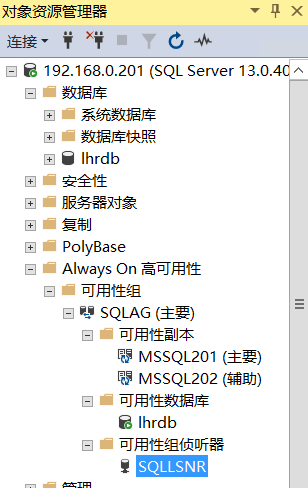 对象资源管理器
连接
192.168.0.201 (SQL Server 13.0.40
数据库
系统数据库
数据库快照
lhrdb
安全性
服务器对象
复制
PolyBase
Always On 高可用性
可用性组
SQLAG (主要)
可用性副本
MSSQL201 (主要)
MSSQL202 (辅助)
可用性数据库
lhrdb
可用性组侦听器
SQLLSNR
管理